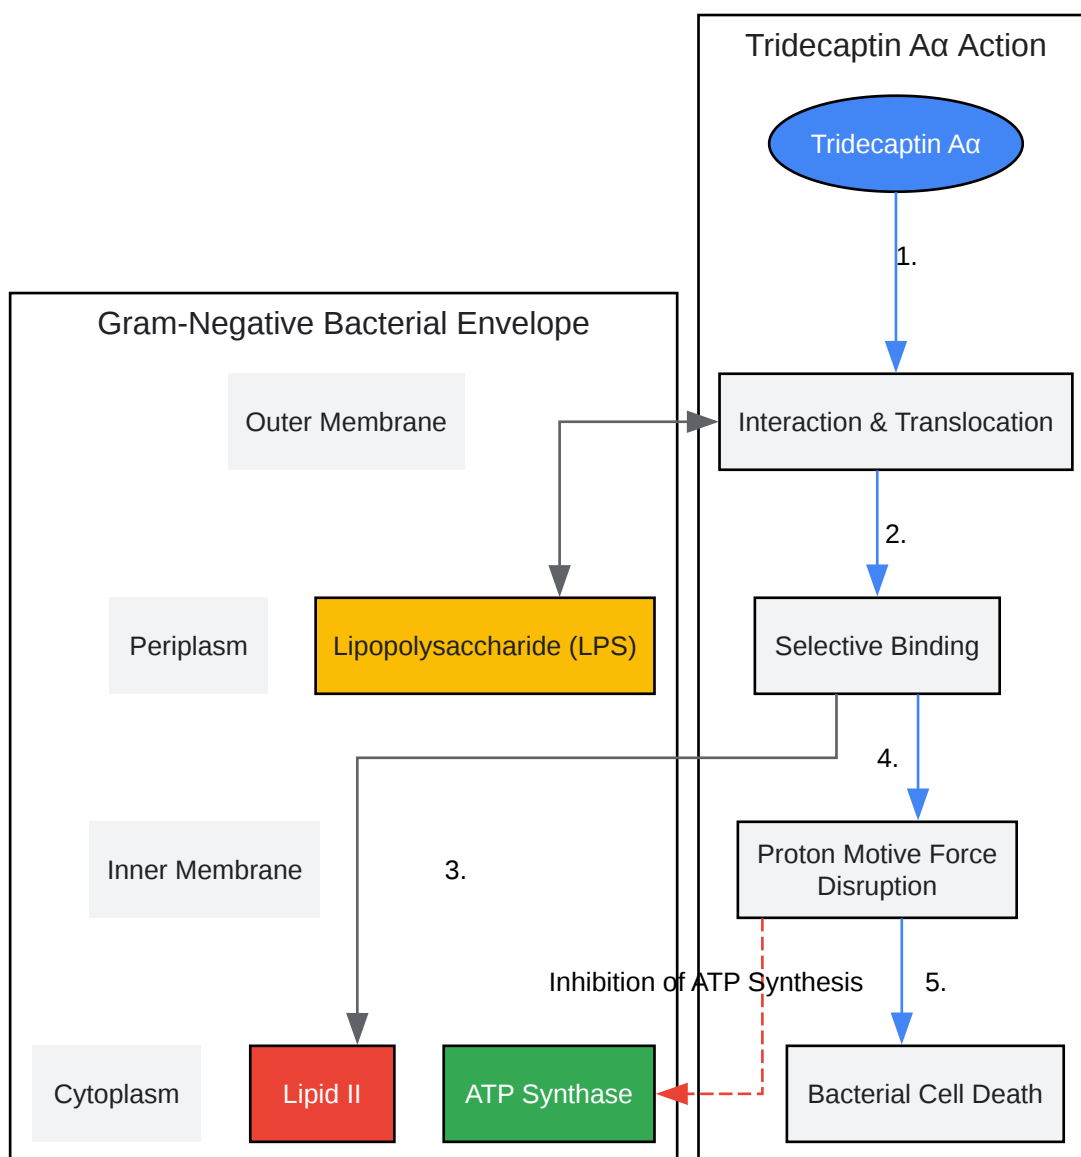 Tridecaptin Aα Action
Tridecaptin Aα
1.
Gram-Negative Bacterial Envelope
Outer Membrane
Interaction & Translocation
2.
Periplasm
Lipopolysaccharide (LPS)
Selective Binding
4.
Inner Membrane
3.
Proton Motive Force
Disruption
Inhibition of ATP Synthesis
5.
Cytoplasm
Lipid II
ATP Synthase
Bacterial Cell Death